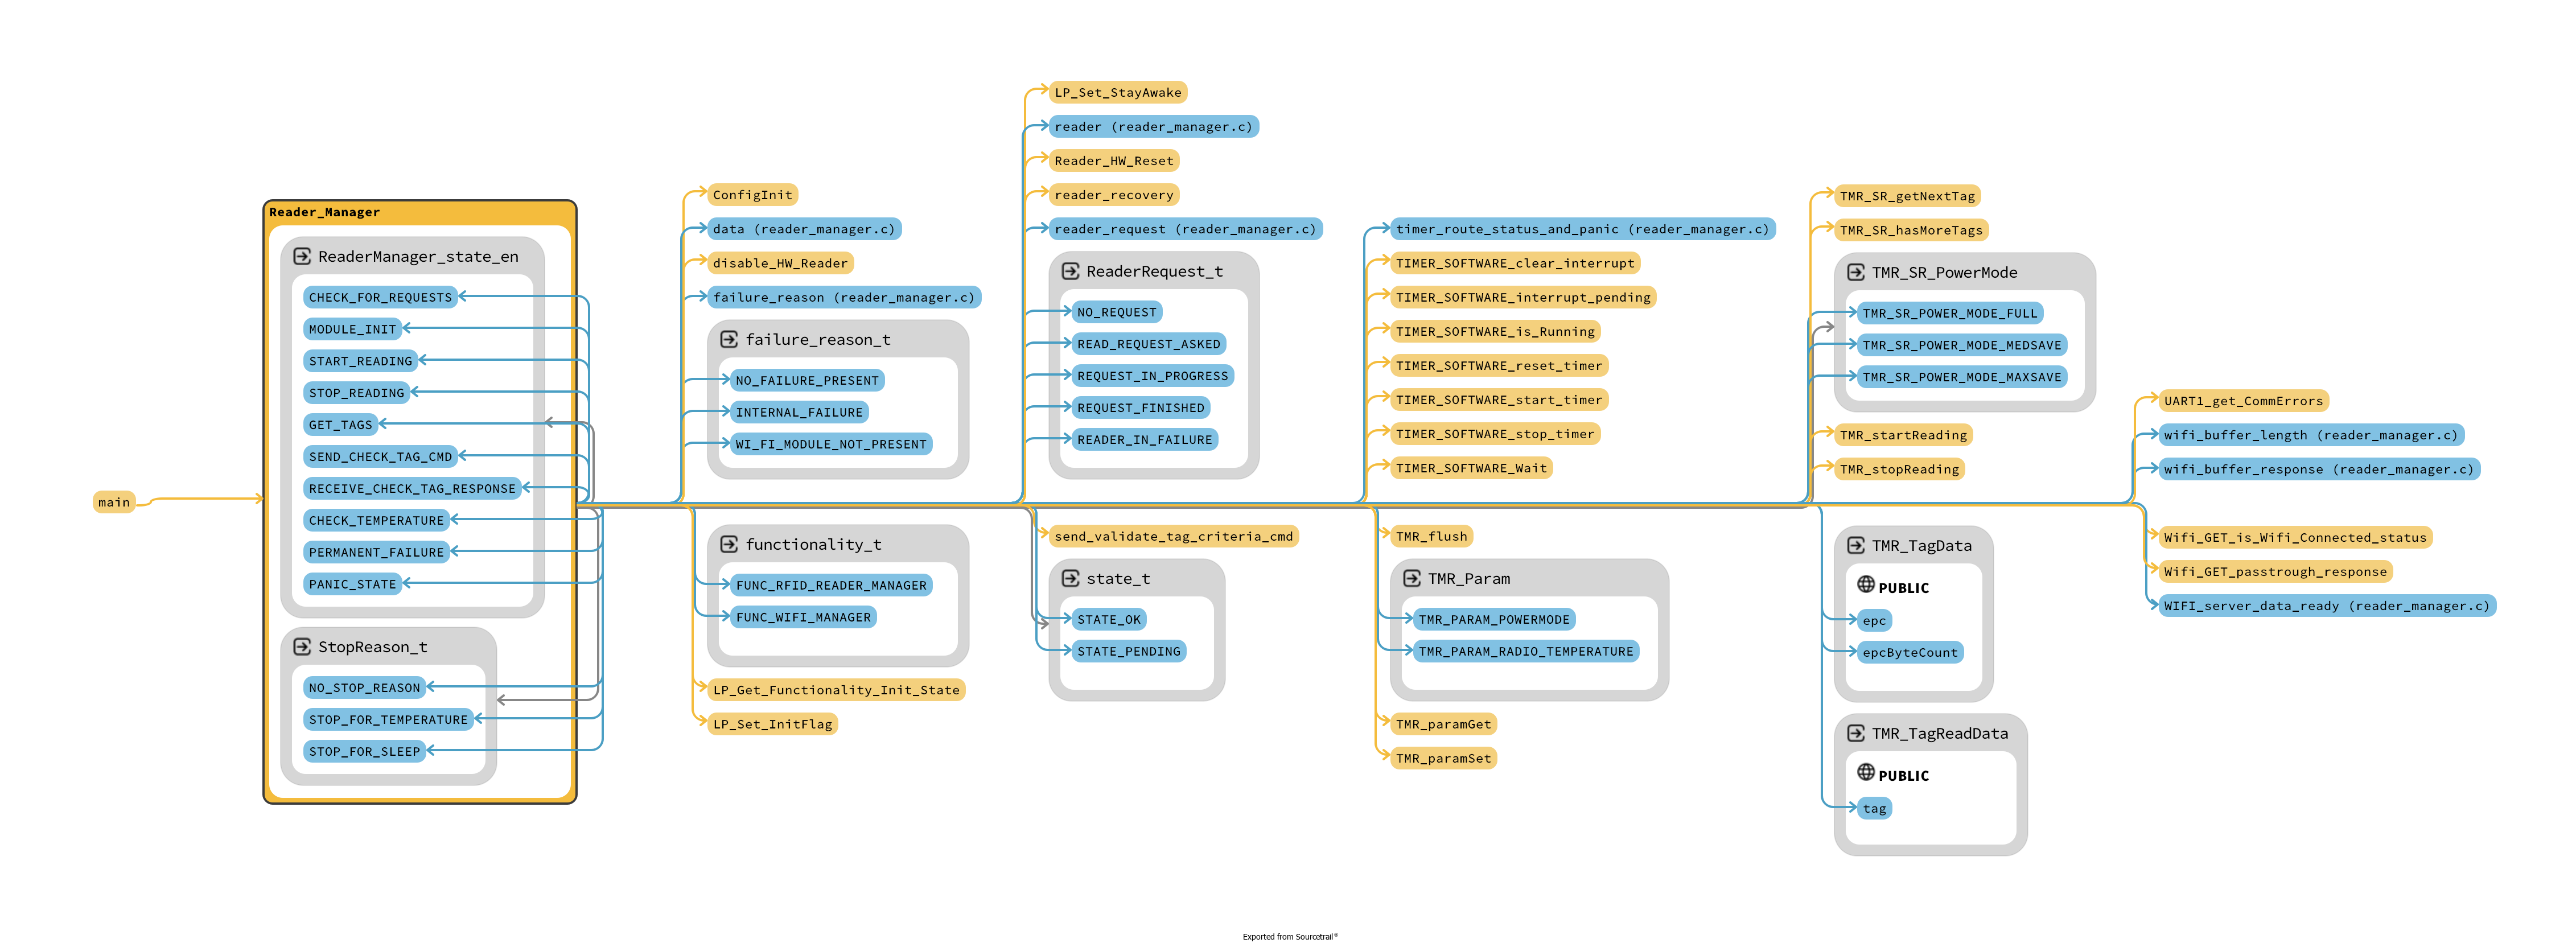 main
Reader_Manager
ReaderManager_state_en
CHECK_FOR_REQUESTS
MODULE_INIT
START_READING
STOP_READING
GET_TAGS
SEND_CHECK_TAG_CMD
RECEIVE_CHECK_TAG_RESPONSE
CHECK_TEMPERATURE
PERMANENT_FAILURE
PANIC_STATE
StopReason_t
NO_STOP_REASON
STOP_FOR_TEMPERATURE
STOP_FOR_SLEEP
ConfigInit
data (reader_manager.c)
disable_HW_Reader
failure_reason (reader_manager.c)
failure_reason_t
NO_FAILURE_PRESENT
INTERNAL_FAILURE
WI_FI_MODULE_NOT_PRESENT
functionality_t
FUNC_RFID_READER_MANAGER
FUNC_WIFI_MANAGER
LP_Get_Functionality_Init_State
LP_Set_InitFlag
LP_Set_StayAwake
reader (reader_manager.c)
Reader_HW_Reset
reader_recovery
reader_request (reader_manager.c)
ReaderRequest_t
NO_REQUEST
READ_REQUEST_ASKED
REQUEST_IN_PROGRESS
REQUEST_FINISHED
READER_IN_FAILURE
send_validate_tag_criteria_cmd
state_t
STATE_OK
STATE_PENDING
timer_route_status_and_panic (reader_manager.c)
TIMER_SOFTWARE_clear_interrupt
TIMER_SOFTWARE_interrupt_pending
TIMER_SOFTWARE_is_Running
TIMER_SOFTWARE_reset_timer
TIMER_SOFTWARE_start_timer
TIMER_SOFTWARE_stop_timer
TIMER_SOFTWARE_Wait
TMR_flush
TMR_Param
TMR_PARAM_POWERMODE
TMR_PARAM_RADIO_TEMPERATURE
TMR_paramGet
TMR_paramSet
TMR_SR_getNextTag
TMR_SR_hasMoreTags
TMR_SR_PowerMode
TMR_SR_POWER_MODE_FULL
TMR_SR_POWER_MODE_MEDSAVE
TMR_SR_POWER_MODE_MAXSAVE
TMR_startReading
TMR_stopReading
TMR_TagData
PUBLIC
epc
epcByteCount
TMR_TagReadData
PUBLIC
tag
UART1_get_CommErrors
wifi_buffer_length (reader_manager.c)
wifi_buffer_response (reader_manager.c)
Wifi_GET_is_Wifi_Connected_status
Wifi_GET_passtrough_response
WIFI_server_data_ready (reader_manager.c)
Exported from Sourcetrail®